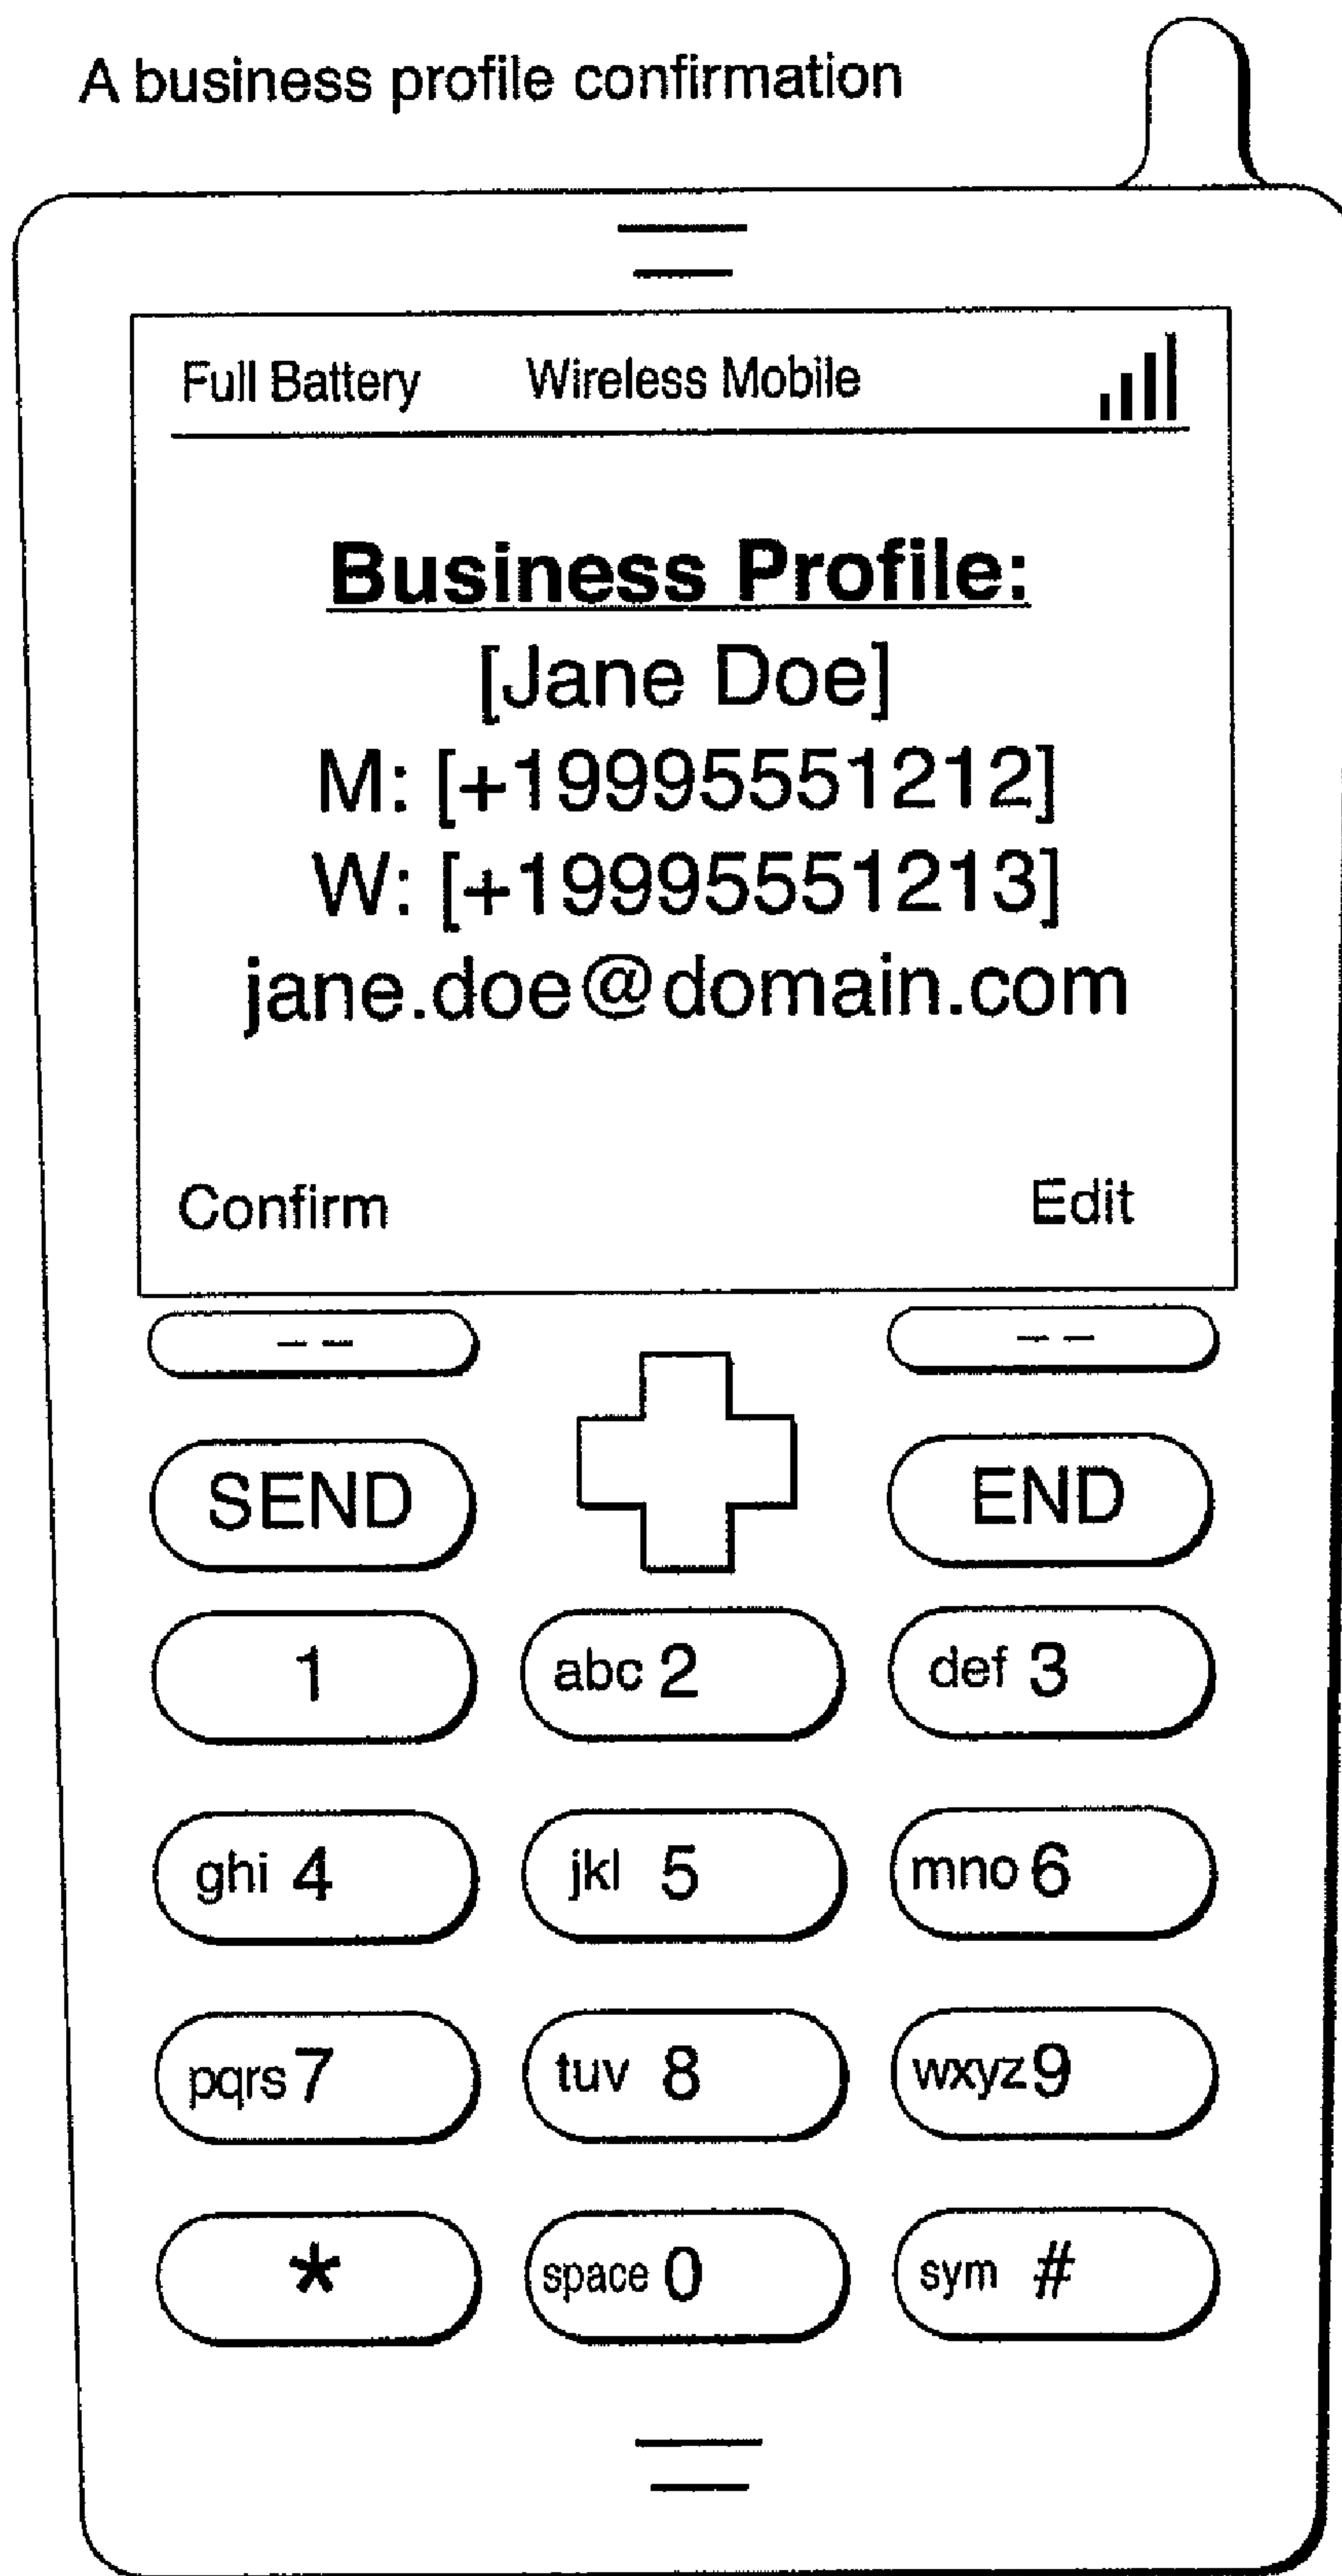 A business profile confirmation
Full Battery Wireless Mobile
Business Profile:
[Jane Doe]
M: [+19995551212]
W: [+19995551213]
jane.doe@domain.com
Confirm Edit
-- --
SEND END
1 abc 2 def 3
ghi 4 jkl 5 mno 6
pqrs 7 tuv 8 wxyz 9
* space 0 sym #